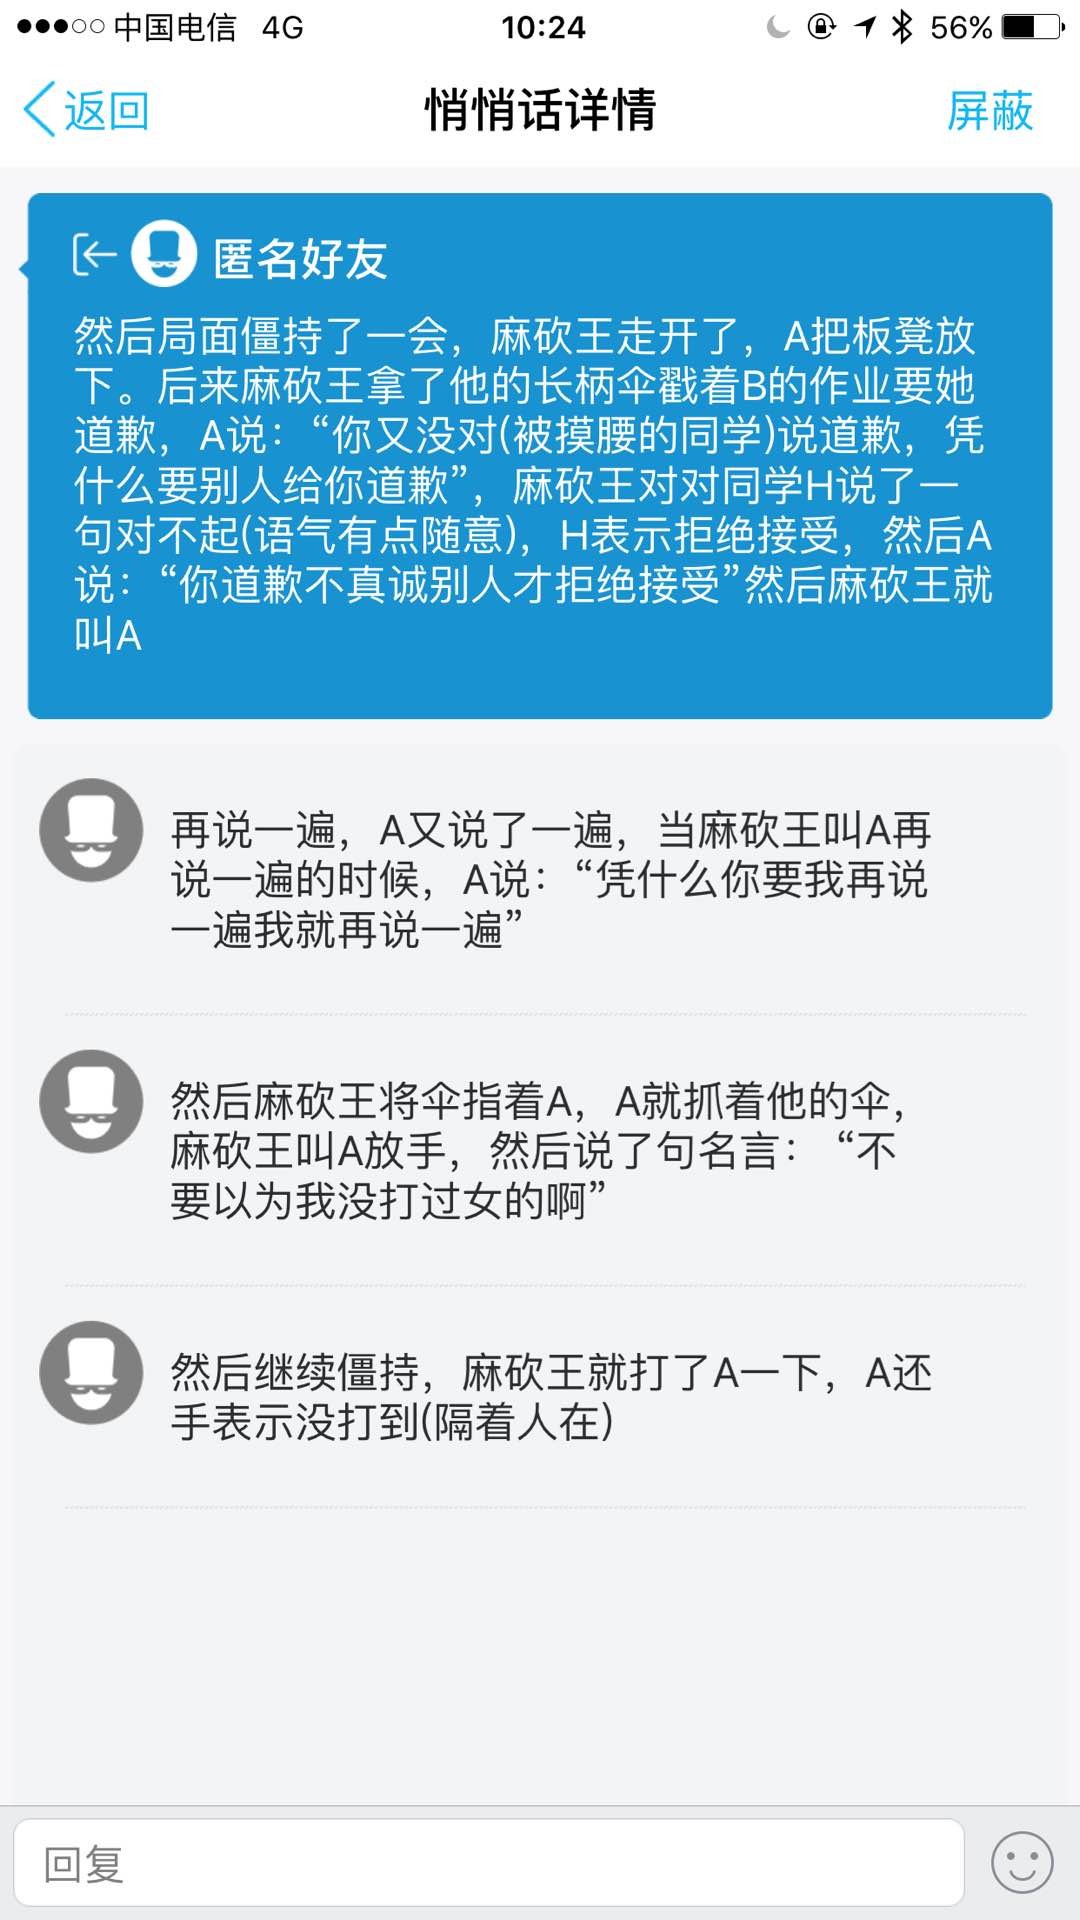 中国电信 4G 10:24 56%
返回 悄悄话详情 屏蔽
匿名好友
然后局面僵持了一会，麻砍王走开了，A把板凳放
下。后来麻砍王拿了他的长柄伞戳着B的作业要她
道歉，A说：“你又没对(被摸腰的同学)说道歉，凭
什么要别人给你道歉”，麻砍王对对同学H说了一
句对不起(语气有点随意)，H表示拒绝接受，然后A
说：“你道歉不真诚别人才拒绝接受”然后麻砍王就
叫A
再说一遍，A又说了一遍，当麻砍王叫A再
说一遍的时候，A说：“凭什么你要我再说
一遍我就再说一遍”
然后麻砍王将伞指着A，A就抓着他的伞，
麻砍王叫A放手，然后说了句名言：“不
要以为我没打过女的啊”
然后继续僵持，麻砍王就打了A一下，A还
手表示没打到(隔着人在)
回复